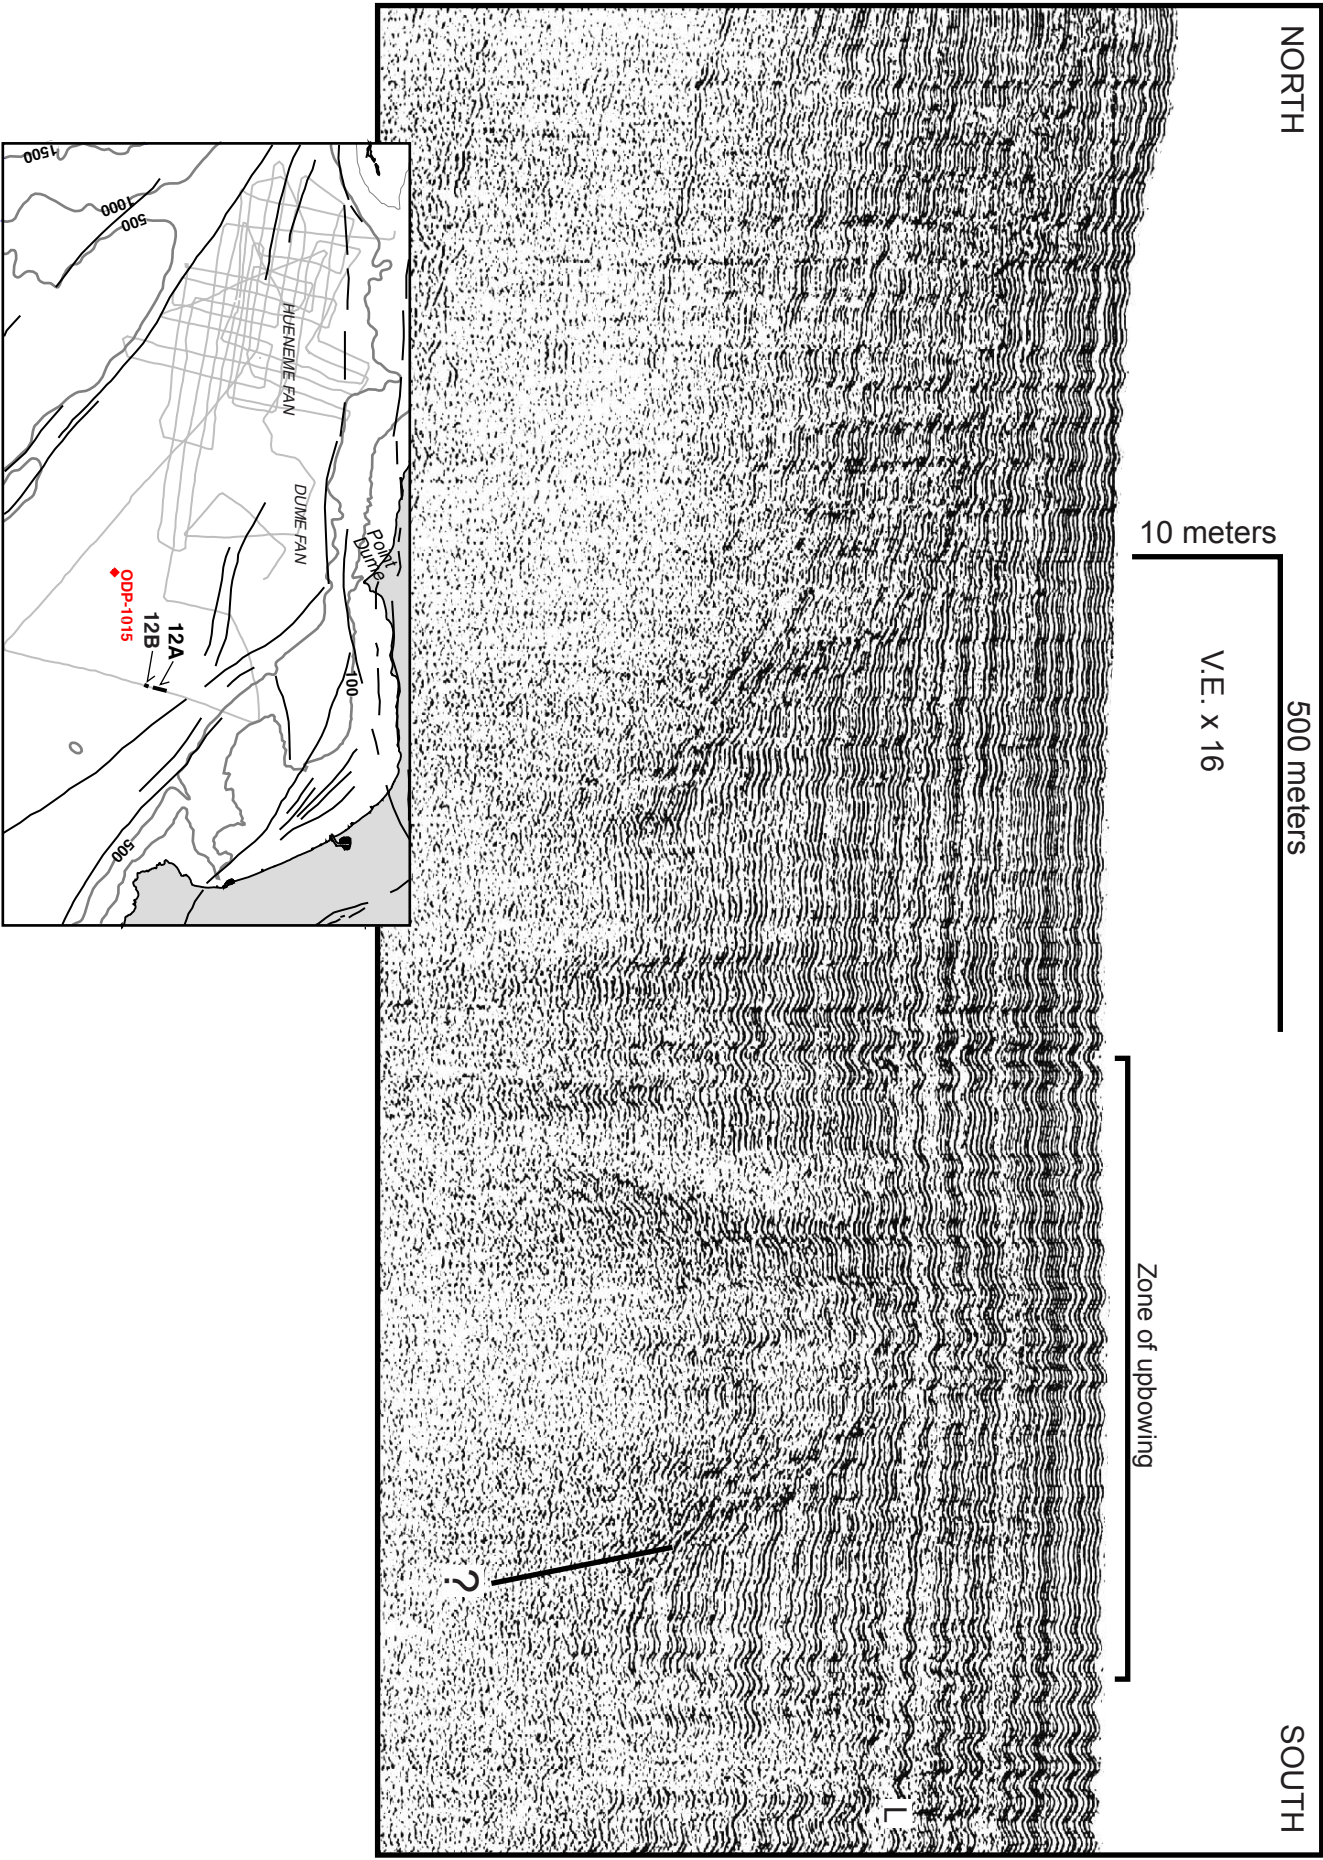 NORTH
SOUTH
500 meters
10 meters
V.E. x 16
Zone of upbowing
?
L
1500
1000
500
HUENEME FAN
DUME FAN
Point
Dume
100
ODP-1015
12A
12B
500